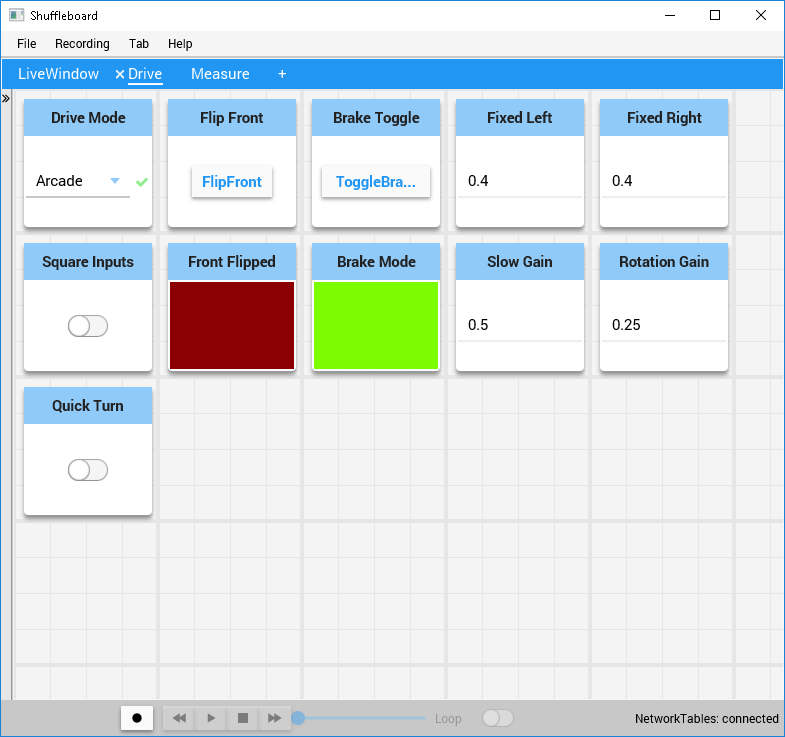 Shuffleboard
File Recording Tab Help
LiveWindow × Drive Measure +
»
Drive Mode Flip Front Brake Toggle Fixed Left Fixed Right
Arcade FlipFront ToggleBra... 0.4 0.4
Square Inputs Front Flipped Brake Mode Slow Gain Rotation Gain
0.5 0.25
Quick Turn
Loop NetworkTables: connected